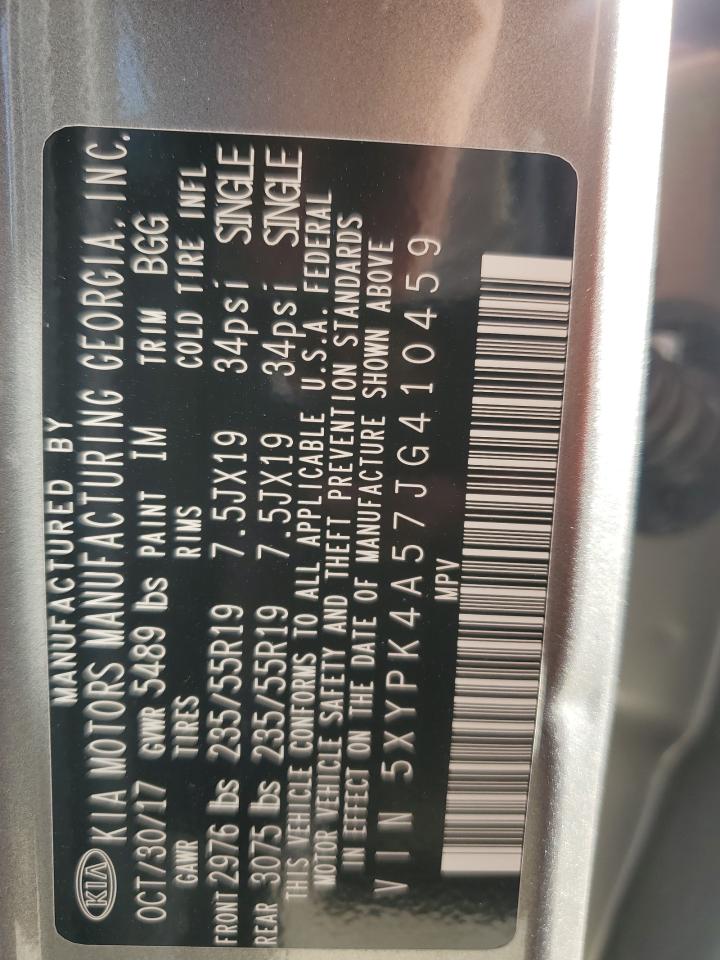 MANUFACTURED BY
KIA KIA MOTORS MANUFACTURING GEORGIA, INC.
OCT/30/17 GVWR 5489 lbs PAINT IM TRIM BGG
GAWR TIRES RIMS COLD TIRE INFL
FRONT 2976 lbs 235/55R19 7.5JX19 34psi SINGLE
REAR 3075 lbs 235/55R19 7.5JX19 34psi SINGLE
THIS VEHICLE CONFORMS TO ALL APPLICABLE U.S.A. FEDERAL
MOTOR VEHICLE SAFETY AND THEFT PREVENTION STANDARDS
IN EFFECT ON THE DATE OF MANUFACTURE SHOWN ABOVE
VIN 5XYPK4A57JG410459
MPV